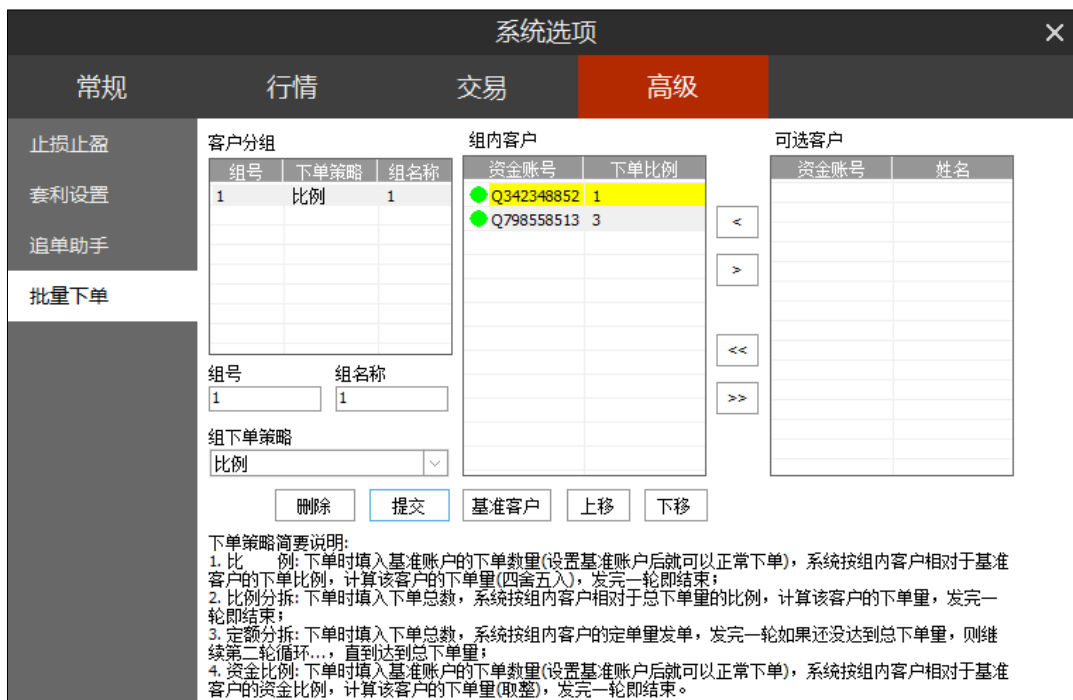 系统选项
常规 行情 交易 高级
止损止盈
套利设置
追单助手
批量下单
客户分组
组号 下单策略 组名称
1 比例 1
组号 组名称
1 1
组下单策略
比例
组内客户
资金账号 下单比例
Q342348852 1
Q798558513 3
<
>
<<
>>
可选客户
资金账号 姓名
删除 提交 基准客户 上移 下移
下单策略简要说明:
1. 比 例: 下单时填入基准账户的下单数量(设置基准账户后就可以正常下单)，系统按组内客户相对于基准
客户的下单比例，计算该客户的下单量(四舍五入)，发完一轮即结束；
2. 比例分拆: 下单时填入下单总数，系统按组内客户相对于总下单量的比例，计算该客户的下单量，发完一
轮即结束；
3. 定额分拆: 下单时填入下单总数，系统按组内客户的定单量发单，发完一轮如果还没达到总下单量，则继
续第二轮循环...，直到达到总下单量；
4. 资金比例: 下单时填入基准账户的下单数量(设置基准账户后就可以正常下单)，系统按组内客户相对于基准
客户的资金比例，计算该客户的下单量(取整)，发完一轮即结束。